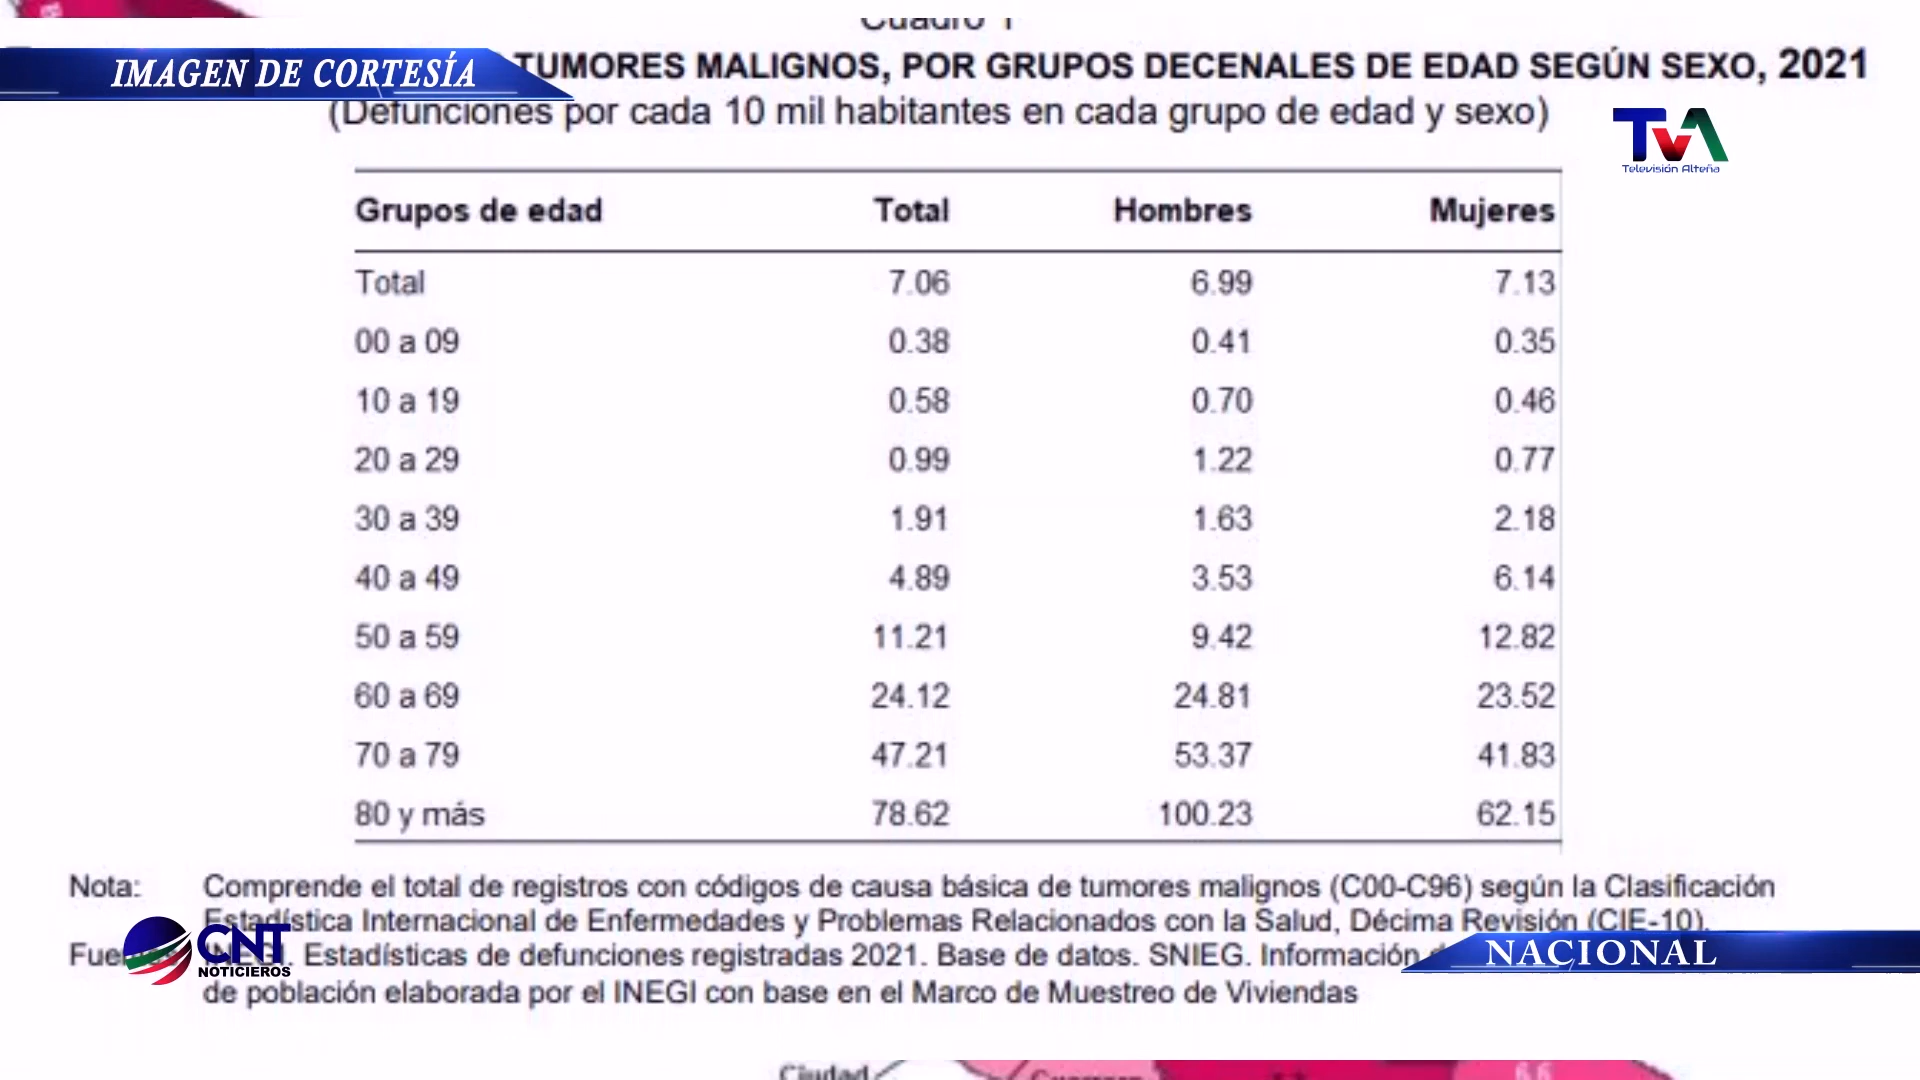 Cuadro 1
IMAGEN DE CORTESÍA
TUMORES MALIGNOS, POR GRUPOS DECENALES DE EDAD SEGÚN SEXO, 2021
(Defunciones por cada 10 mil habitantes en cada grupo de edad y sexo)
TVA
Televisión Alteña
Grupos de edad Total Hombres Mujeres
Total 7.06 6.99 7.13
00 a 09 0.38 0.41 0.35
10 a 19 0.58 0.70 0.46
20 a 29 0.99 1.22 0.77
30 a 39 1.91 1.63 2.18
40 a 49 4.89 3.53 6.14
50 a 59 11.21 9.42 12.82
60 a 69 24.12 24.81 23.52
70 a 79 47.21 53.37 41.83
80 y más 78.62 100.23 62.15
Nota: Comprende el total de registros con códigos de causa básica de tumores malignos (C00-C96) según la Clasificación
Estadística Internacional de Enfermedades y Problemas Relacionados con la Salud, Décima Revisión (CIE-10).
INEGI. Estadísticas de defunciones registradas 2021. Base de datos. SNIEG. Información
de población elaborada por el INEGI con base en el Marco de Muestreo de Viviendas
CNT
NOTICIEROS
NACIONAL
Ciudad
6.6